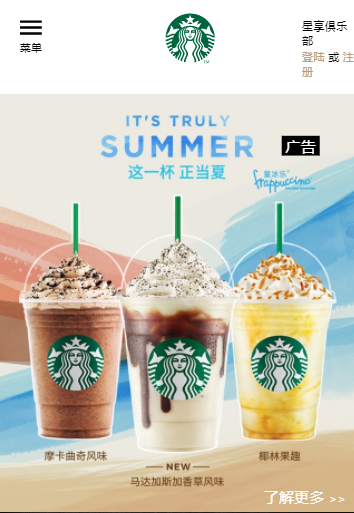 菜单
星享俱乐
部
登陆 或 注
册
IT'S TRULY
SUMMER
这一杯 正当夏
广告
星冰乐
frappuccino
摩卡曲奇风味
椰林果趣
NEW
马达加斯加香草风味
了解更多 >>